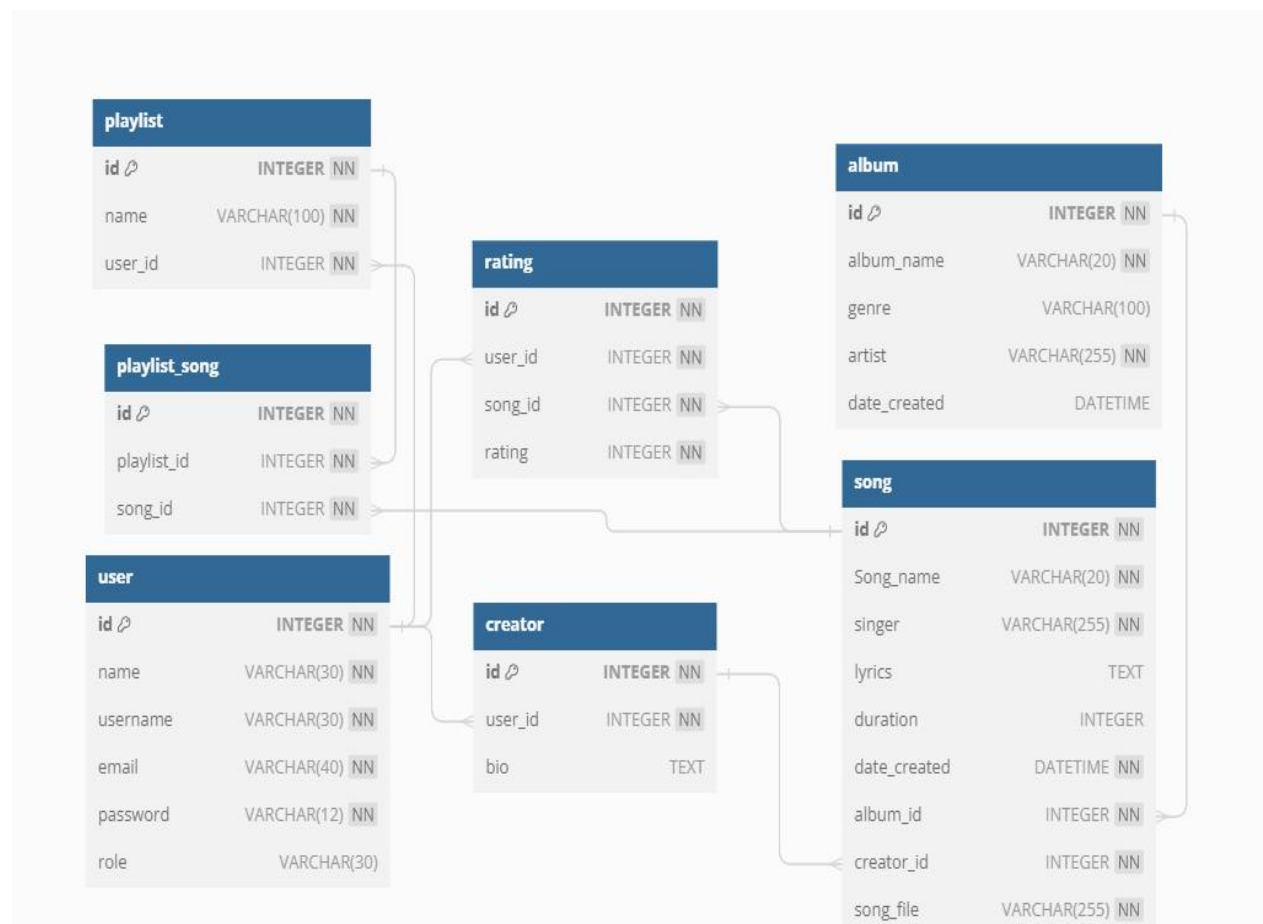 playlist
id INTEGER NN
name VARCHAR(100) NN
user_id INTEGER NN
playlist_song
id INTEGER NN
playlist_id INTEGER NN
song_id INTEGER NN
user
id INTEGER NN
name VARCHAR(30) NN
username VARCHAR(30) NN
email VARCHAR(40) NN
password VARCHAR(12) NN
role VARCHAR(30)
rating
id INTEGER NN
user_id INTEGER NN
song_id INTEGER NN
rating INTEGER NN
creator
id INTEGER NN
user_id INTEGER NN
bio TEXT
album
id INTEGER NN
album_name VARCHAR(20) NN
genre VARCHAR(100)
artist VARCHAR(255) NN
date_created DATETIME
song
id INTEGER NN
Song_name VARCHAR(20) NN
singer VARCHAR(255) NN
lyrics TEXT
duration INTEGER
date_created DATETIME NN
album_id INTEGER NN
creator_id INTEGER NN
song_file VARCHAR(255) NN